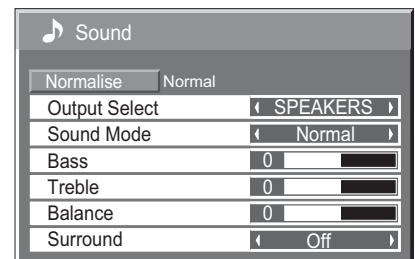 Sound
Normalise Normal
Output Select SPEAKERS
Sound Mode Normal
Bass 0
Treble 0
Balance 0
Surround Off